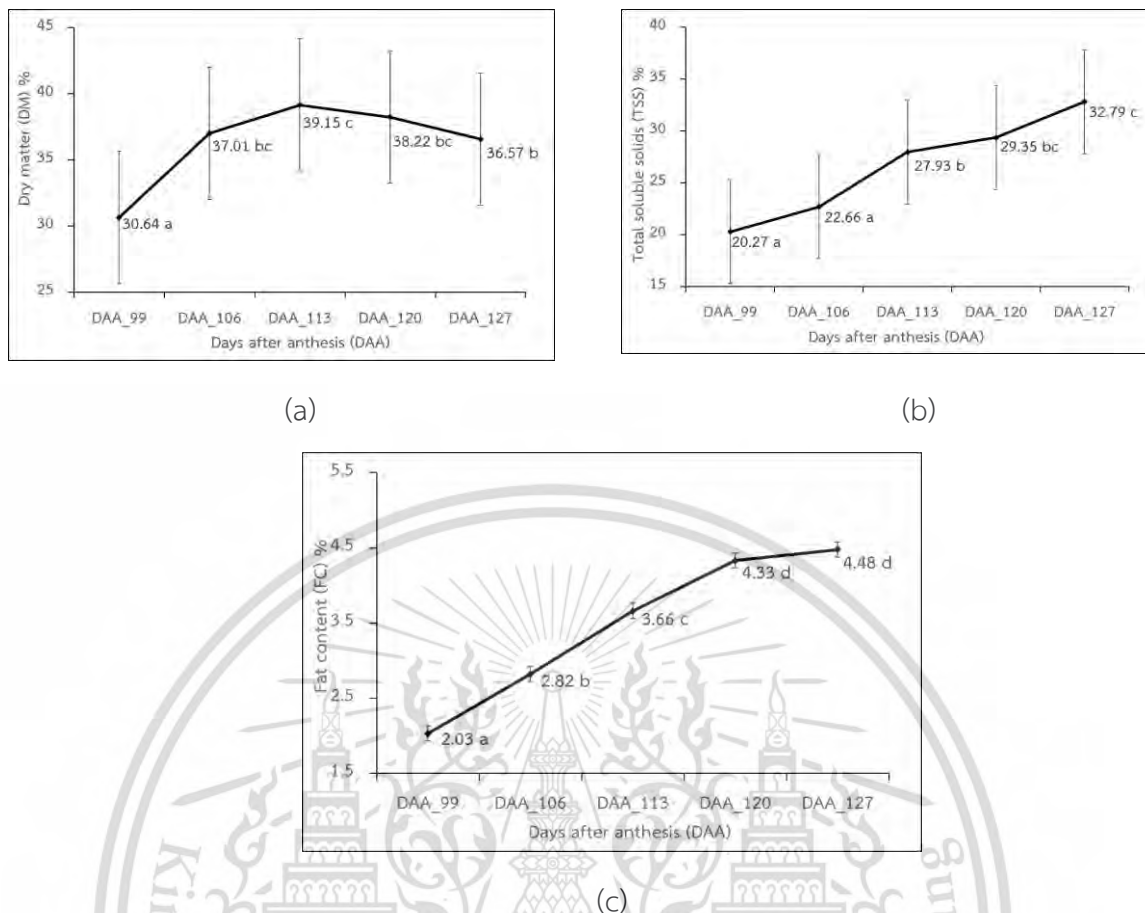 Dry matter (DM) %
45
40
35
30
25
30.64 a
37.01 bc
39.15 c
38.22 bc
36.57 b
DAA_99 DAA_106 DAA_113 DAA_120 DAA_127
Days after anthesis (DAA)
(a)
Total soluble solids (TSS) %
40
35
30
25
20
15
20.27 a
22.66 a
27.93 b
29.35 bc
32.79 c
DAA_99 DAA_106 DAA_113 DAA_120 DAA_127
Days after anthesis (DAA)
(b)
Fat content (FC) %
5.5
4.5
3.5
2.5
1.5
2.03 a
2.82 b
3.66 c
4.33 d
4.48 d
DAA_99 DAA_106 DAA_113 DAA_120 DAA_127
Days after anthesis (DAA)
(c)